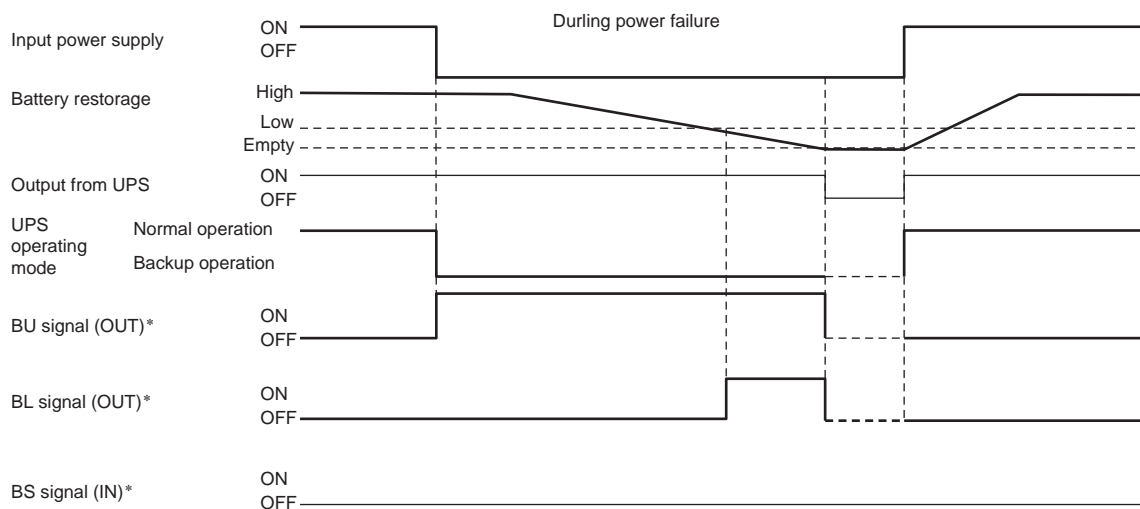 Durling power failure
Input power supply
ON
OFF
Battery restorage
High
Low
Empty
Output from UPS
ON
OFF
UPS
operating
mode
Normal operation
Backup operation
BU signal (OUT)*
ON
OFF
BL signal (OUT)*
ON
OFF
BS signal (IN)*
ON
OFF